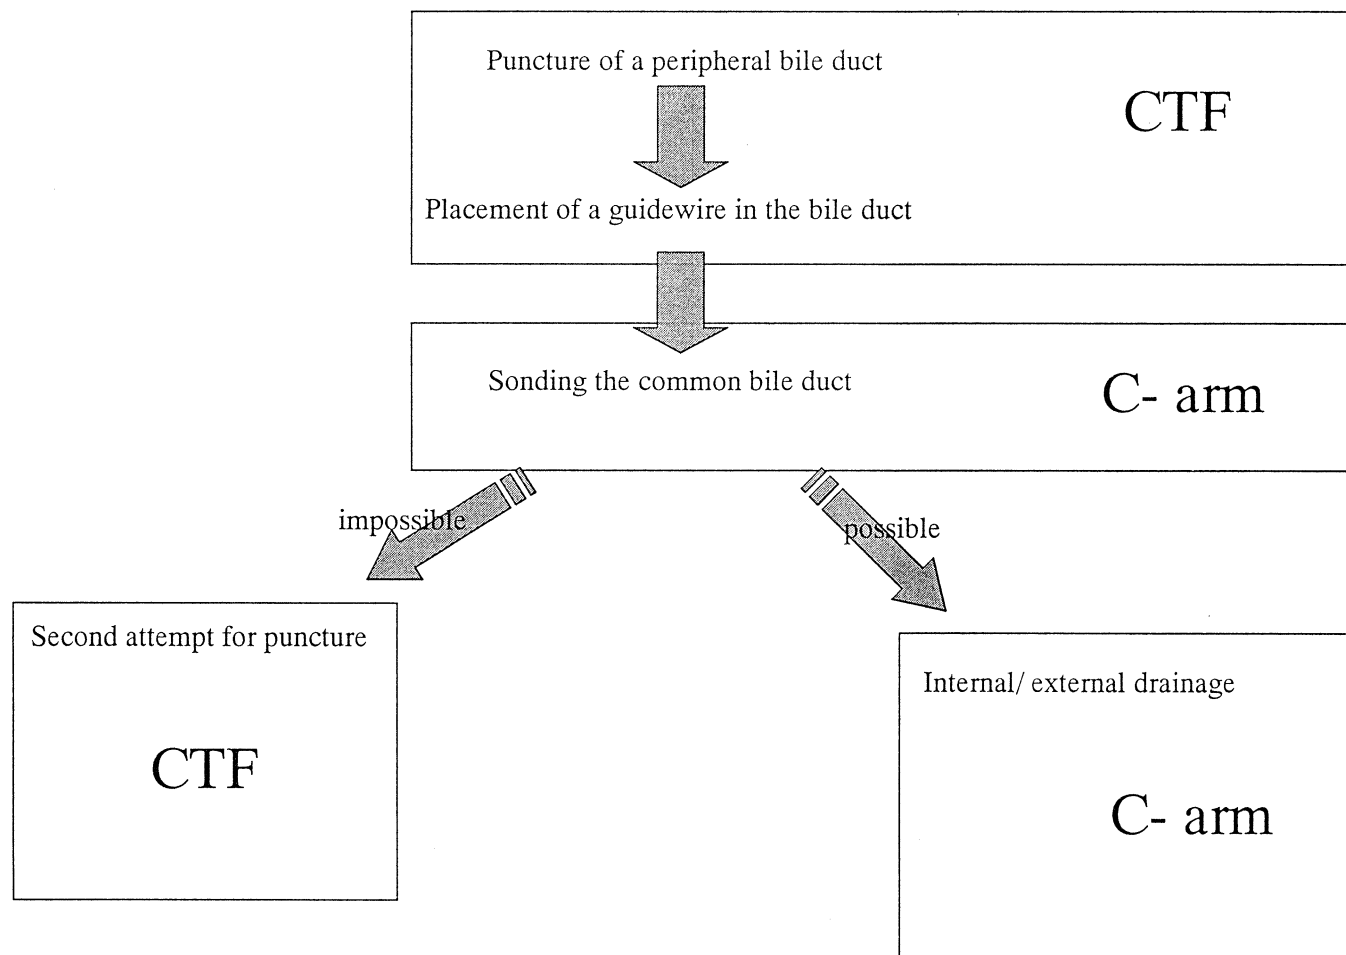 Puncture of a peripheral bile duct
CTF
Placement of a guidewire in the bile duct
Sonding the common bile duct
C- arm
impossible
possible
Second attempt for puncture
CTF
Internal/ external drainage
C- arm